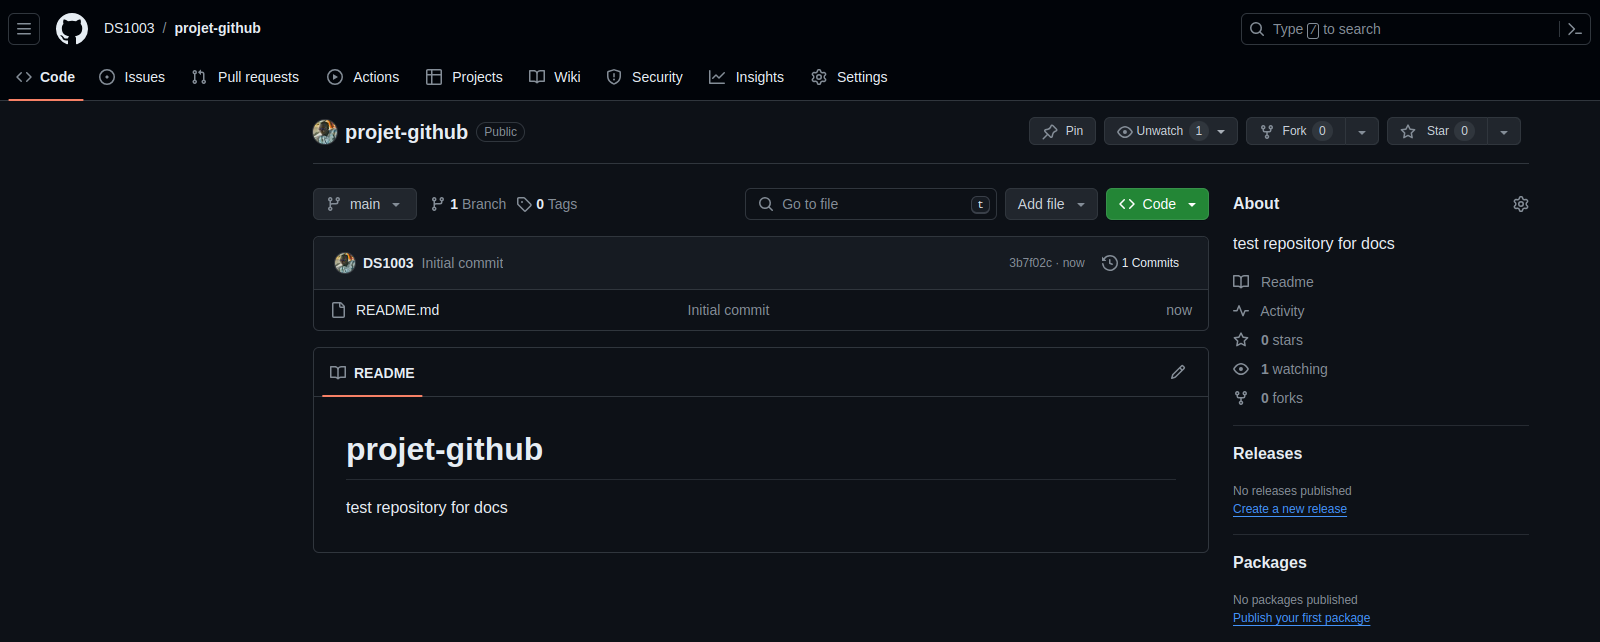 DS1003 / projet-github
Type / to search
Code Issues Pull requests Actions Projects Wiki Security Insights Settings
projet-github Public
Pin Unwatch 1 Fork 0 Star 0
main 1 Branch 0 Tags Go to file t Add file Code
DS1003 Initial commit 3b7f02c · now 1 Commits
README.md Initial commit now
README
projet-github
test repository for docs
About
test repository for docs
Readme
Activity
0 stars
1 watching
0 forks
Releases
No releases published
Create a new release
Packages
No packages published
Publish your first package